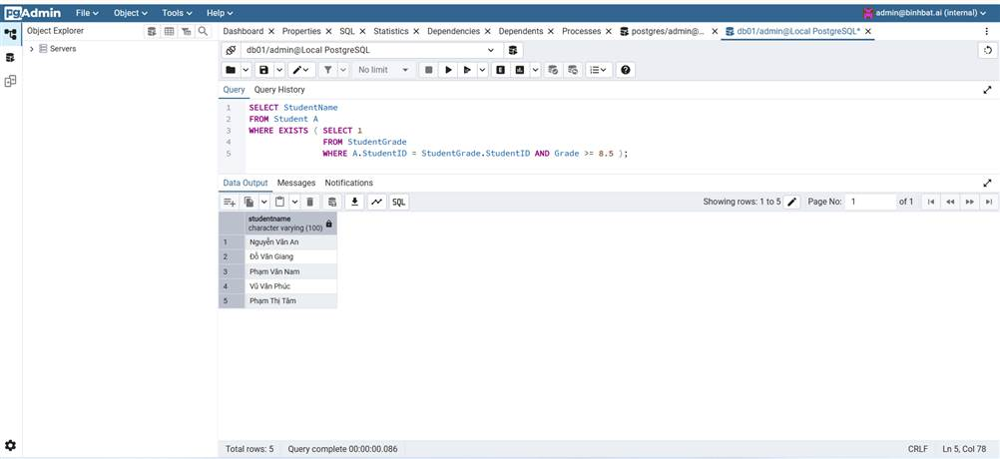 pgAdmin File Object Tools Help admin@binhbat.ai (internal)
Object Explorer
Servers
Dashboard Properties SQL Statistics Dependencies Dependents Processes postgres/admin@... db01/admin@Local PostgreSQL*
db01/admin@Local PostgreSQL
No limit
Query Query History
1 SELECT StudentName
2 FROM Student A
3 WHERE EXISTS ( SELECT 1
4 FROM StudentGrade
5 WHERE A.StudentID = StudentGrade.StudentID AND Grade >= 8.5 );
Data Output Messages Notifications
SQL Showing rows: 1 to 5 Page No: 1 of 1
studentname
character varying (100)
1 Nguyễn Văn An
2 Đỗ Văn Giang
3 Phạm Văn Nam
4 Vũ Văn Phúc
5 Phạm Thị Tâm
Total rows: 5 Query complete 00:00:00.086 CRLF Ln 5, Col 78